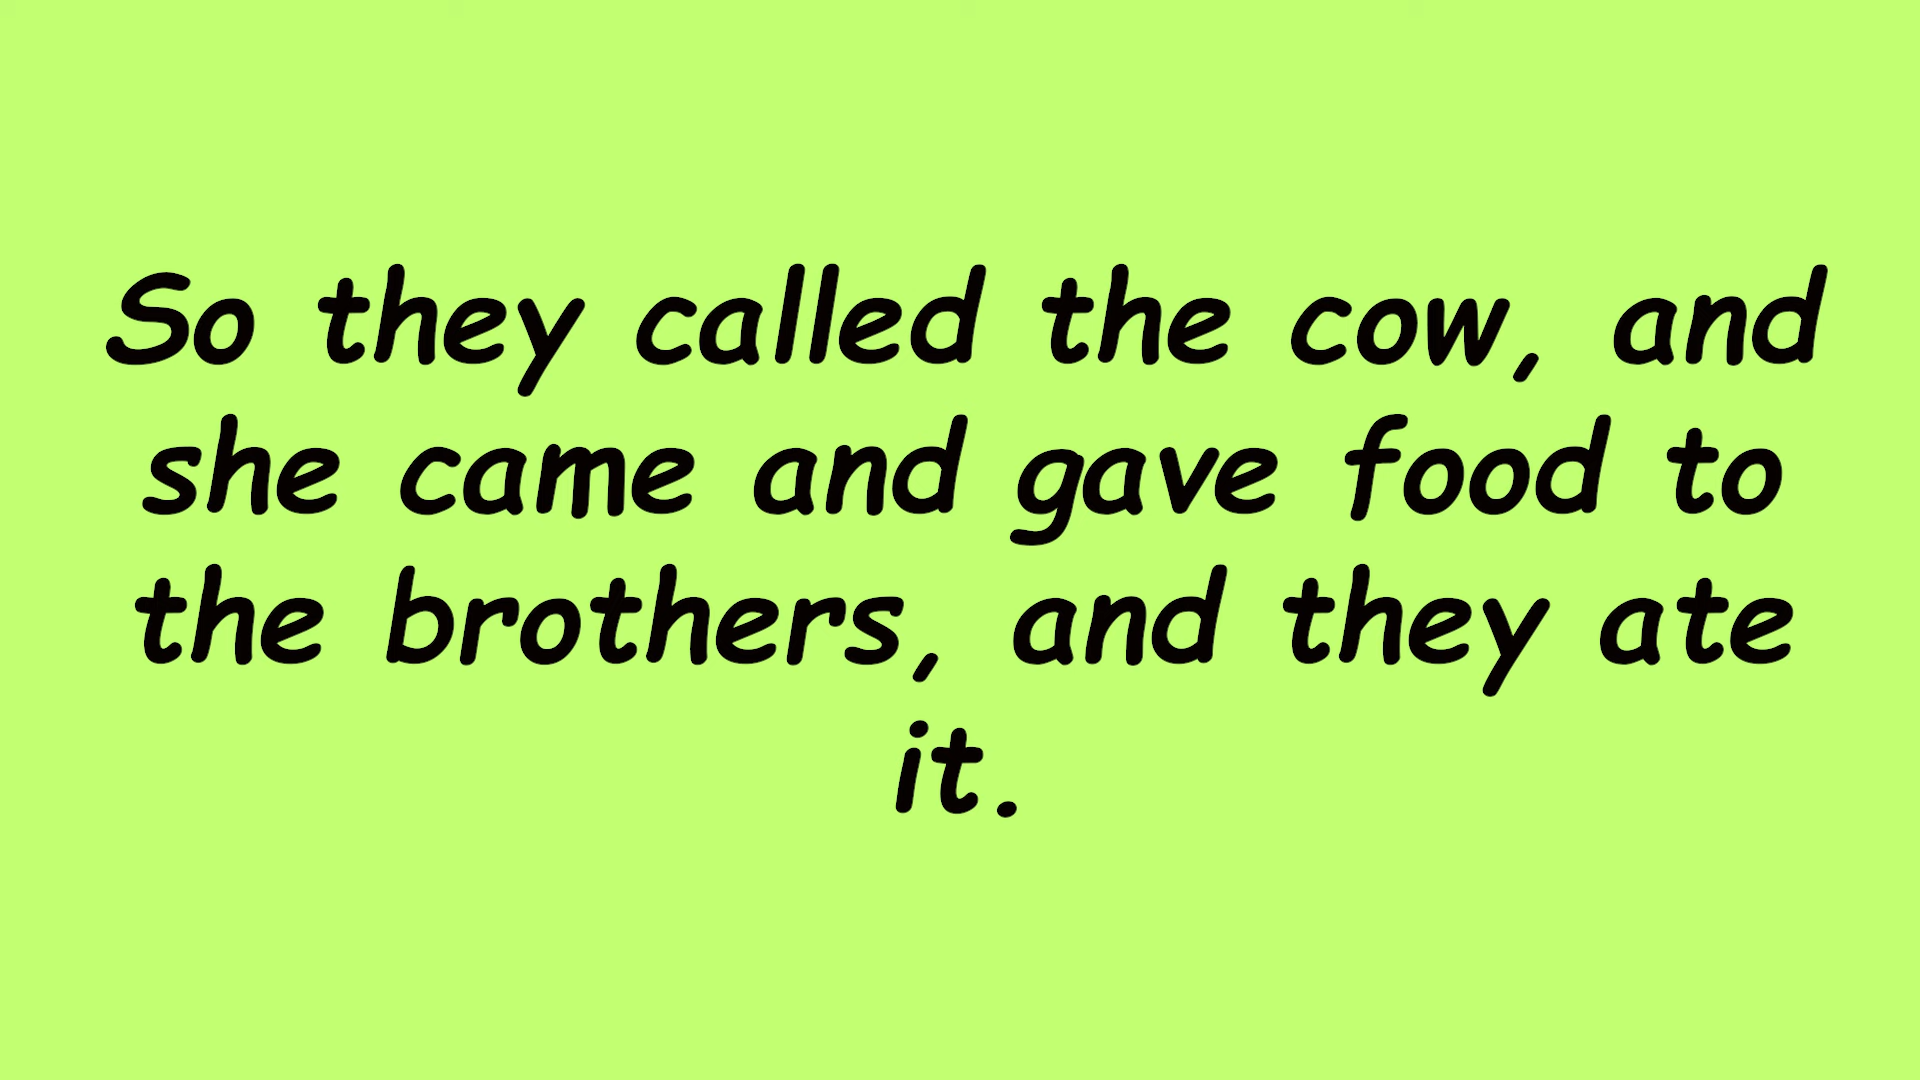 So they called the cow, and
she came and gave food to
the brothers, and they ate
it.